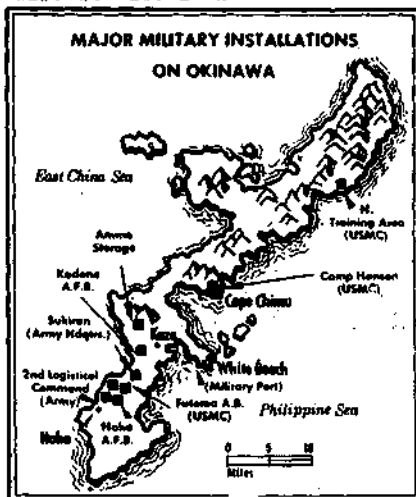 MAJOR MILITARY INSTALLATIONS
ON OKINAWA
East China Sea
N.
Training Area
(USMC)
Ammo
Storage
Camp Hansen
(USMC)
Kadena
A.F.B.
Cape Chimu
Sukiran
(Army Hdqtrs.)
Koza
White Beach
(Military Port)
2nd Logistical
Command
(Army)
Futema A.B.
(USMC)
Philippine Sea
Naha
Naha
A.F.B.
0 5 10
Miles